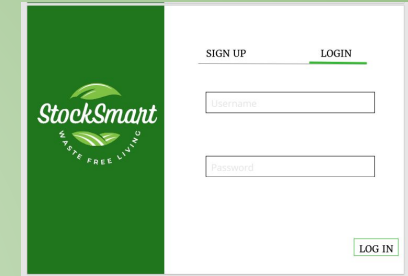 StockSmart
WASTE FREE LIVING
SIGN UP
LOGIN
Username
Password
LOG IN